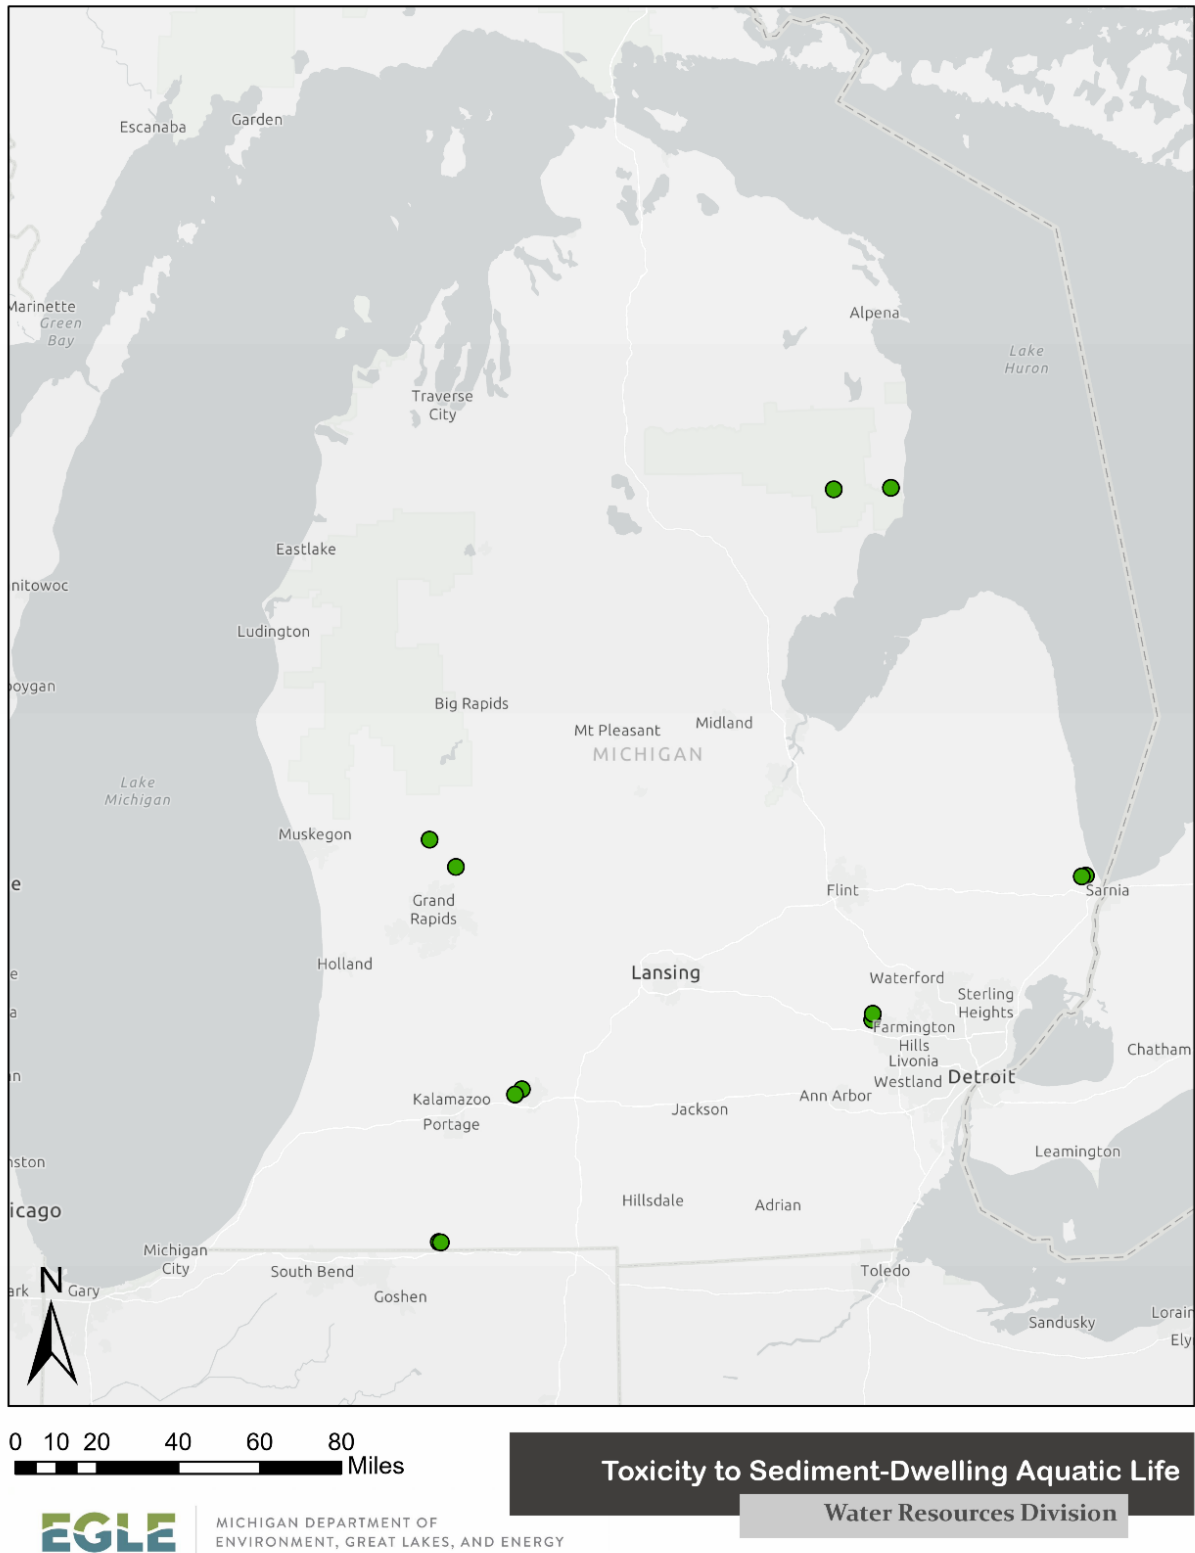 Escanaba
Garden
Marinette
Green
Bay
Alpena
Lake
Huron
Traverse
City
Eastlake
nitowoc
Ludington
boygan
Big Rapids
Mt Pleasant
Midland
MICHIGAN
Lake
Michigan
Muskegon
e
Flint
Sarnia
Grand
Rapids
Holland
Lansing
e
Waterford
Sterling
Heights
a
Farmington
Hills
Livonia
Chatham
an
Westland
Detroit
Kalamazoo
Ann Arbor
Jackson
Portage
Leamington
nston
Hillsdale
Adrian
icago
Michigan
City
South Bend
Toledo
N
ark
Gary
Goshen
Sandusky
Lorain
Ely
0 10 20 40 60 80
Miles
Toxicity to Sediment-Dwelling Aquatic Life
Water Resources Division
EGLE
MICHIGAN DEPARTMENT OF
ENVIRONMENT, GREAT LAKES, AND ENERGY